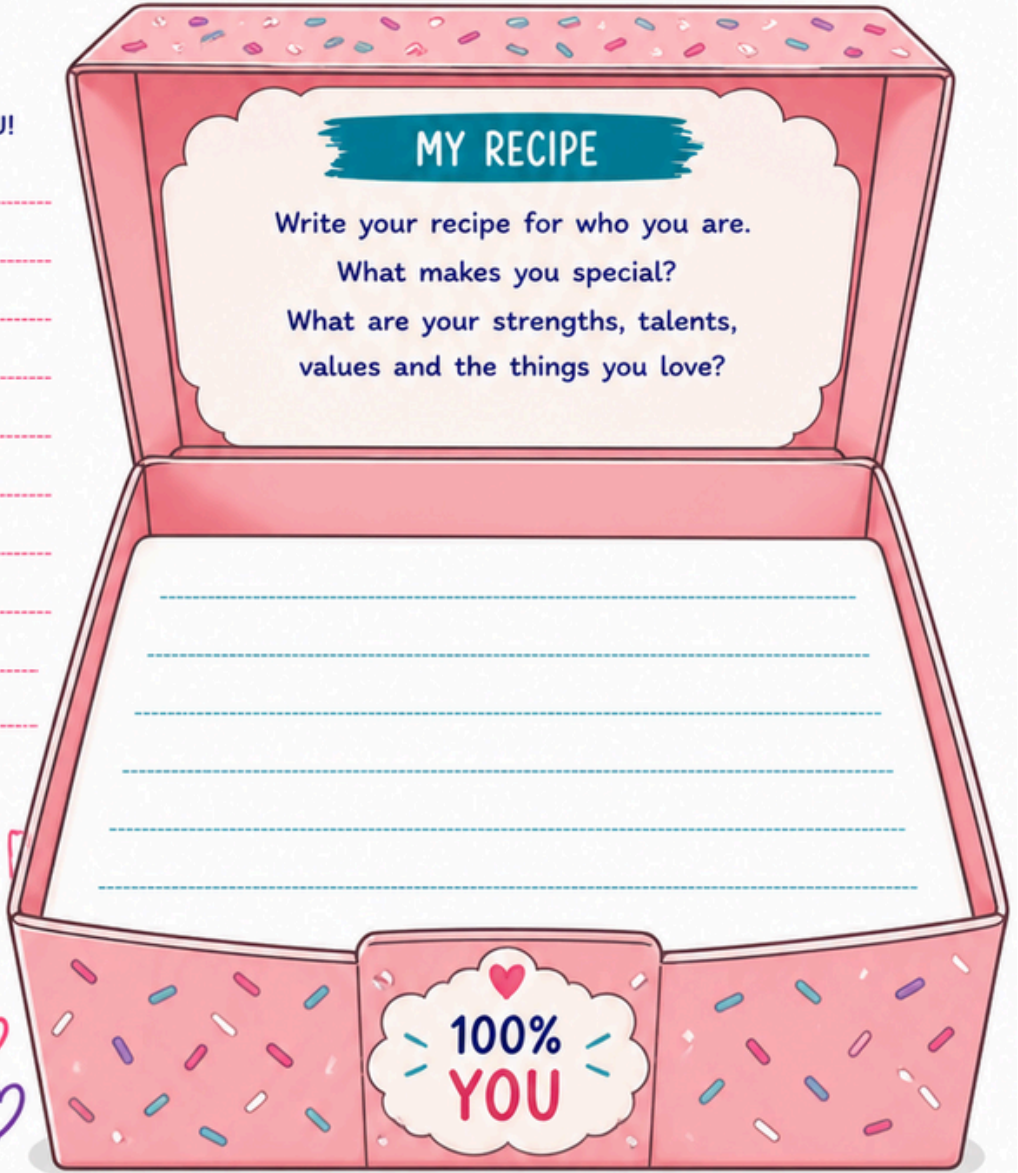 MY RECIPE
Write your recipe for who you are.
What makes you special?
What are your strengths, talents,
values and the things you love?
100%
YOU